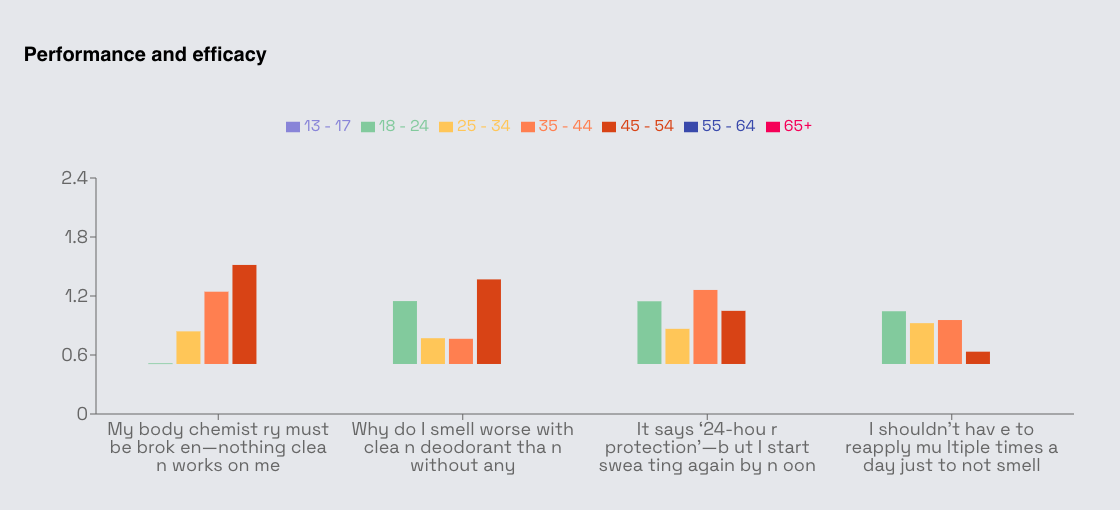 Performance and efficacy
13 - 17 18 - 24 25 - 34 35 - 44 45 - 54 55 - 64 65+
2.4
1.8
1.2
0.6
0
My body chemist ry must
be brok en—nothing clea
n works on me
Why do I smell worse with
clea n deodorant tha n
without any
It says ‘24-hou r
protection’—b ut I start
swea ting again by n oon
I shouldn’t hav e to
reapply mu ltiple times a
day just to not smell